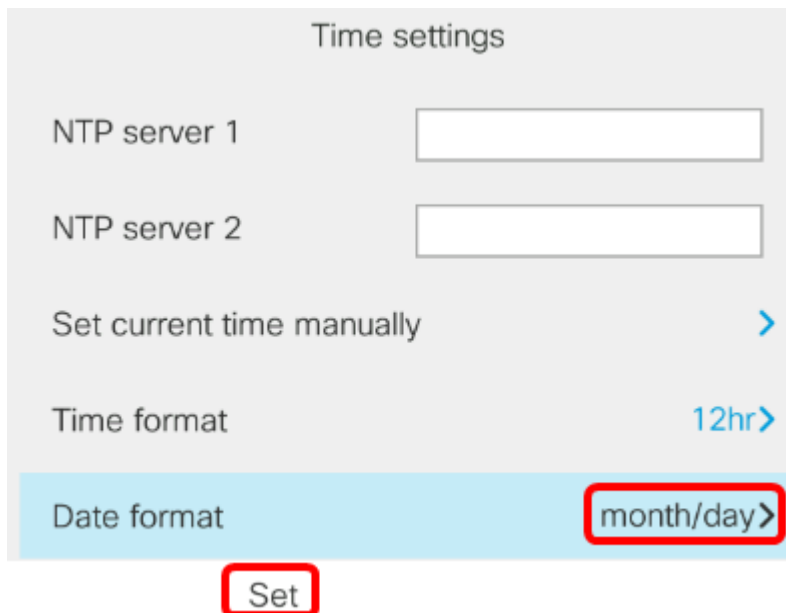 Time settings
NTP server 1
NTP server 2
Set current time manually
Time format 12hr
Date format month/day
Set